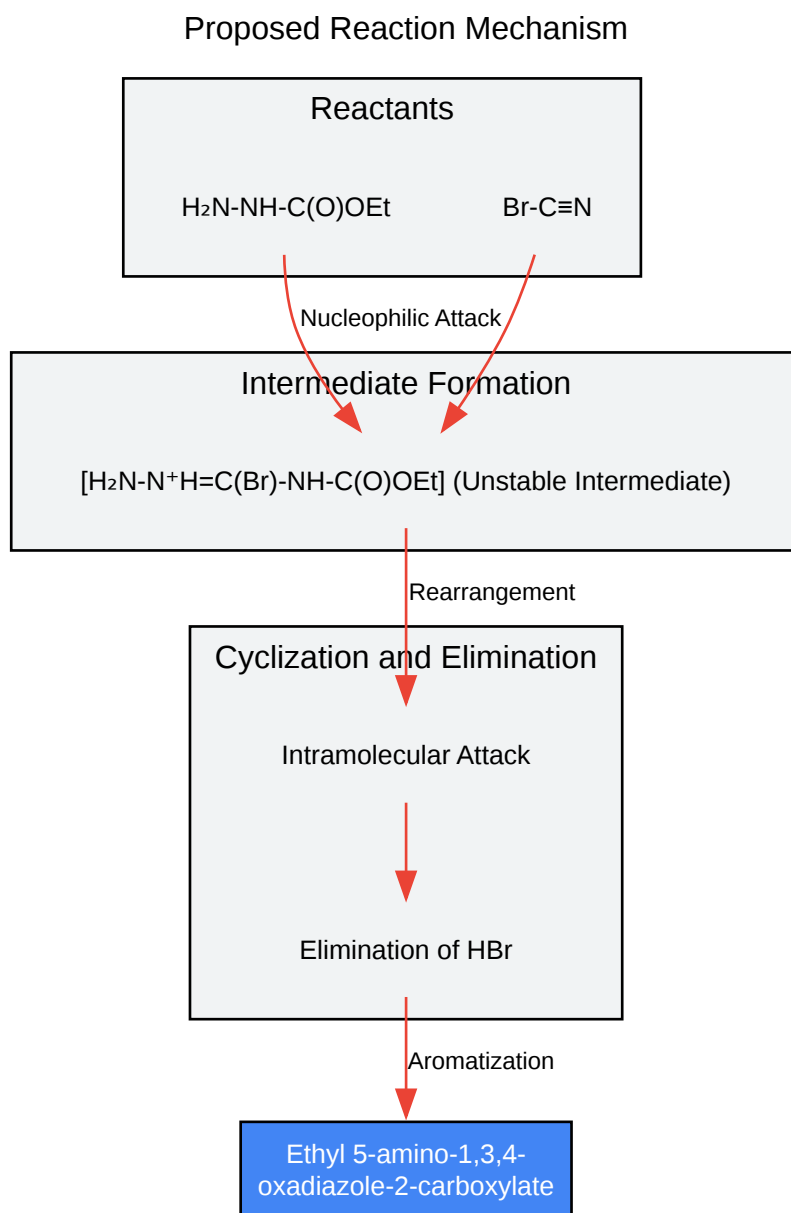 Proposed Reaction Mechanism
Reactants
H₂N-NH-C(O)OEt
Br-C≡N
Nucleophilic Attack
Intermediate Formation
[H₂N-N⁺H=C(Br)-NH-C(O)OEt] (Unstable Intermediate)
Rearrangement
Cyclization and Elimination
Intramolecular Attack
Elimination of HBr
Aromatization
Ethyl 5-amino-1,3,4-
oxadiazole-2-carboxylate